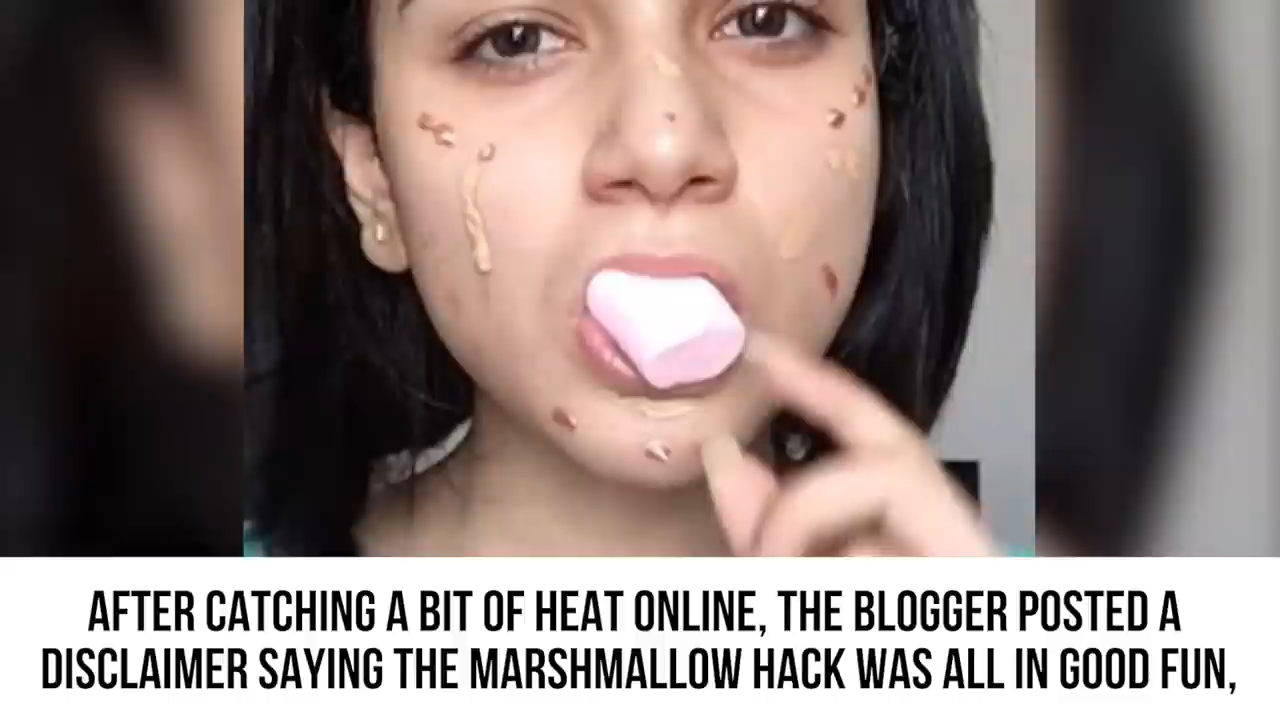 AFTER CATCHING A BIT OF HEAT ONLINE, THE BLOGGER POSTED A
DISCLAIMER SAYING THE MARSHMALLOW HACK WAS ALL IN GOOD FUN,